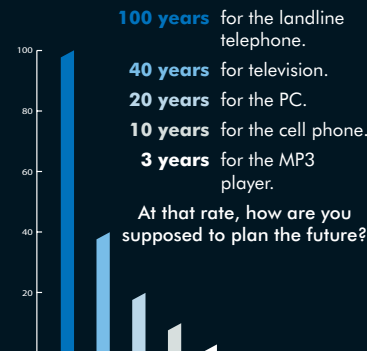 100 years for the landline
telephone.
40 years for television.
20 years for the PC.
10 years for the cell phone.
3 years for the MP3
player.
At that rate, how are you
supposed to plan the future?
100
80
60
40
20